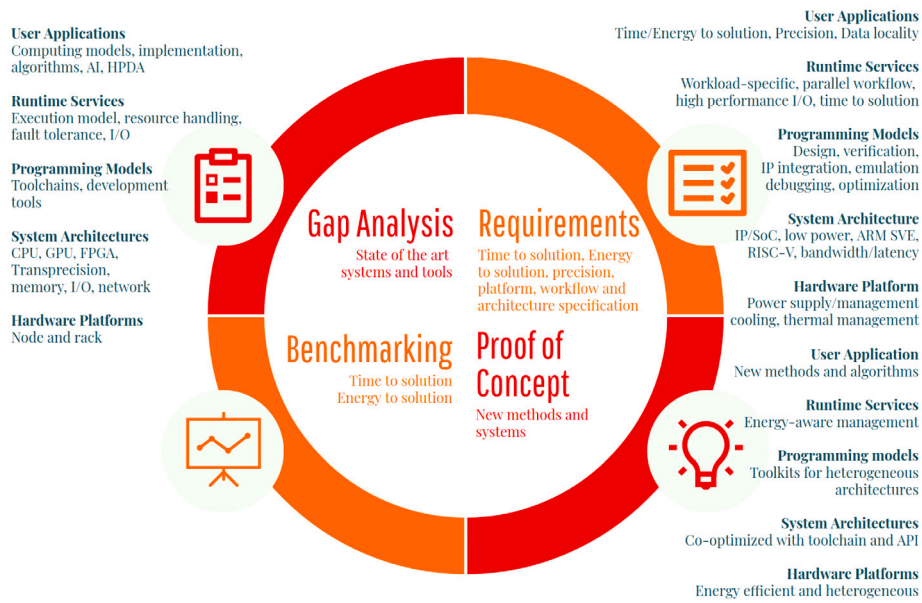 User Applications
Computing models, implementation,
algorithms, AI, HPDA
Runtime Services
Execution model, resource handling,
fault tolerance, I/O
Programming Models
Toolchains, development
tools
System Architectures
CPU, GPU, FPGA,
Transprecision,
memory, I/O, network
Hardware Platforms
Node and rack
Gap Analysis
State of the art
systems and tools
Requirements
Time to solution, Energy
to solution, precision,
platform, workflow and
architecture specification
Benchmarking
Time to solution
Energy to solution
Proof of
Concept
New methods and
systems
User Applications
Time/Energy to solution, Precision, Data locality
Runtime Services
Workload-specific, parallel workflow,
high performance I/O, time to solution
Programming Models
Design, verification,
IP integration, emulation
debugging, optimization
System Architecture
IP/SoC, low power, ARM SVE,
RISC-V, bandwidth/latency
Hardware Platform
Power supply/management
cooling, thermal management
User Application
New methods and algorithms
Runtime Services
Energy-aware management
Programming models
Toolkits for heterogeneous
architectures
System Architectures
Co-optimized with toolchain and API
Hardware Platforms
Energy efficient and heterogeneous